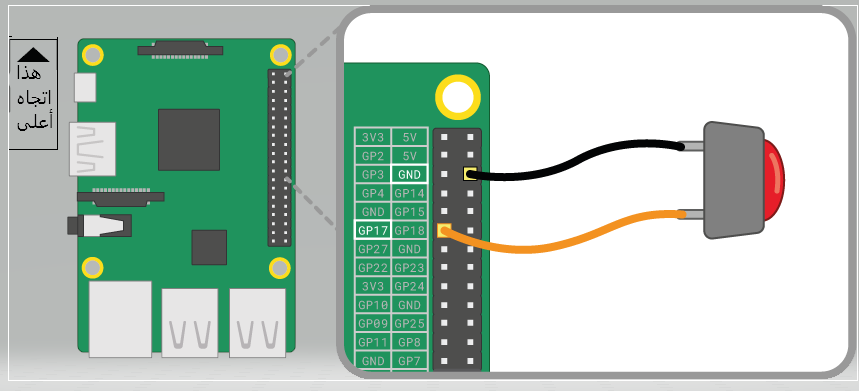 هذا
اتجاه
أعلى
3V3 5V
GP2 5V
GP3 GND
GP4 GP14
GND GP15
GP17 GP18
GP27 GND
GP22 GP23
3V3 GP24
GP10 GND
GP09 GP25
GP11 GP8
GND GP7